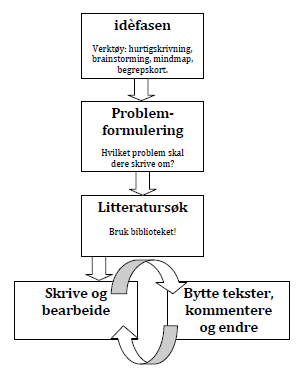 idèfasen
Verktøy: hurtigskrivning,
brainstorming, mindmap,
begrepskort.
Problem-
formulering
Hvilket problem skal
dere skrive om?
Litteratursøk
Bruk biblioteket!
Skrive og
bearbeide
Bytte tekster,
kommentere
og endre